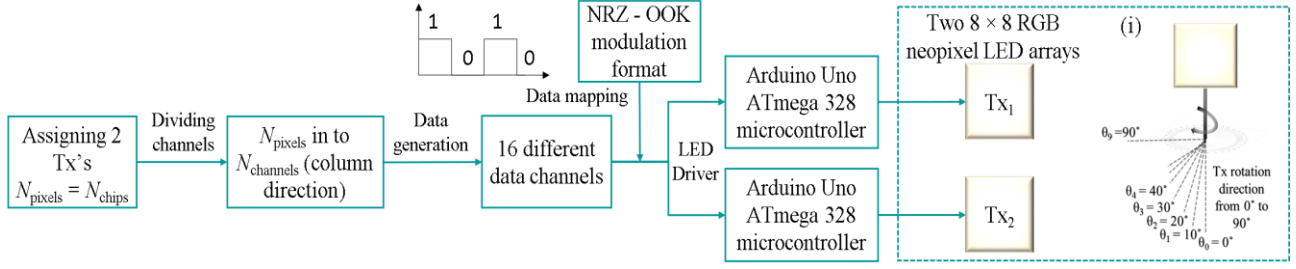 Assigning 2
Tx's
Npixels = Nchips
Dividing
channels
Npixels in to
Nchannels (column
direction)
Data
generation
1 1
0 0
16 different
data channels
NRZ - OOK
modulation
format
Data mapping
LED
Driver
Arduino Uno
ATmega 328
microcontroller
Arduino Uno
ATmega 328
microcontroller
Two 8 × 8 RGB
neopixel LED arrays
Tx1
Tx2
(i)
θ9 =90˚
θ4 = 40˚
θ3 = 30˚
θ2 = 20˚
θ1 = 10˚
θ0 = 0˚
Tx rotation
direction
from 0˚ to
90˚